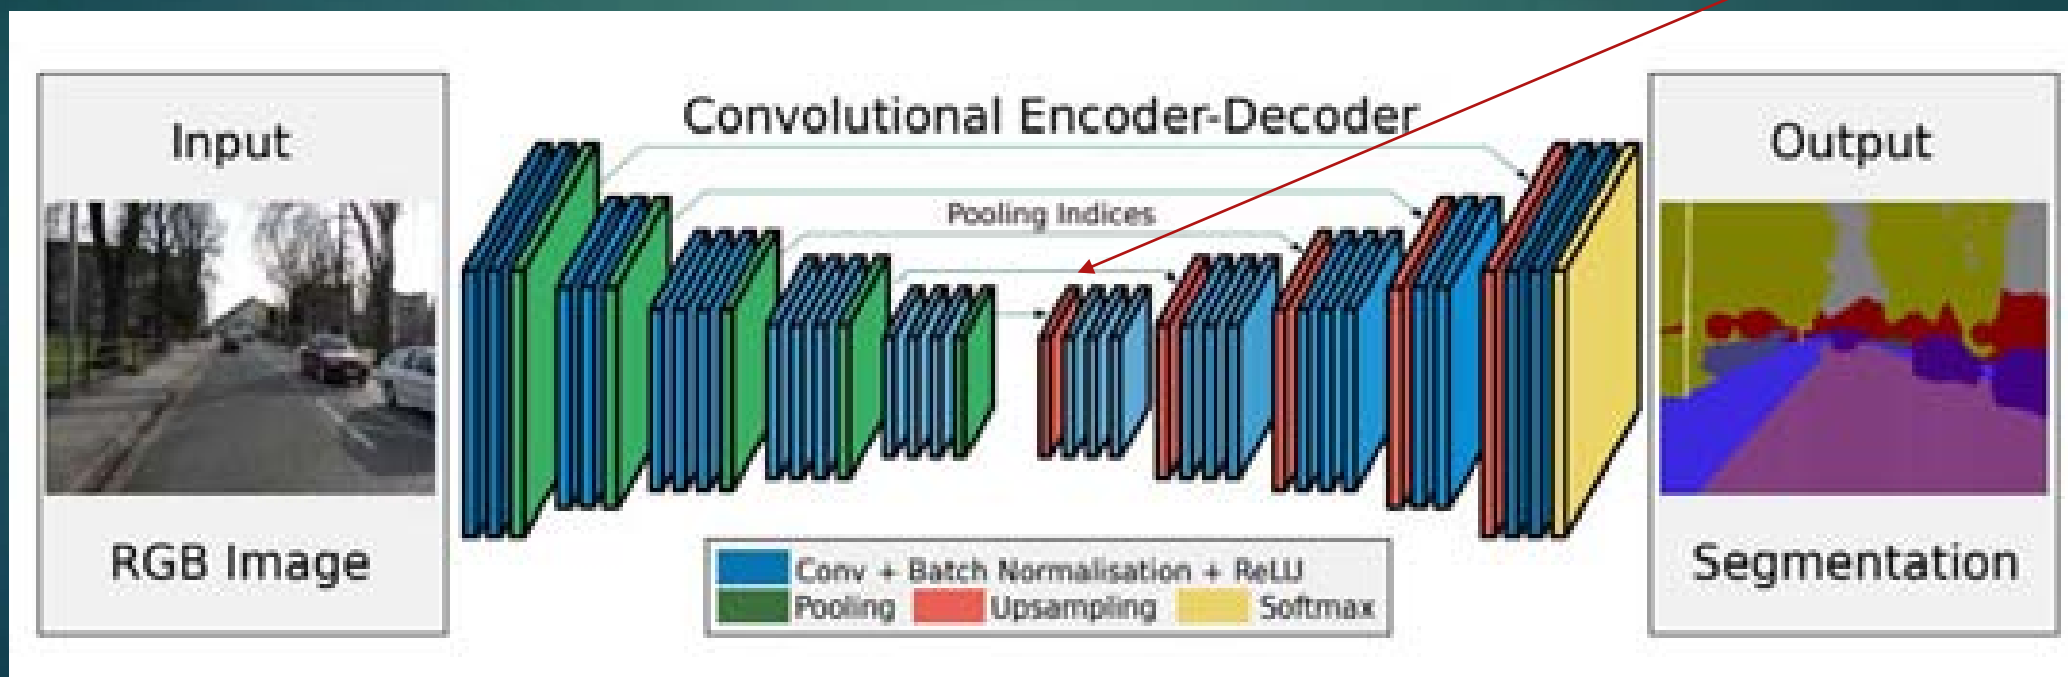 Input
RGB Image
Convolutional Encoder-Decoder
Pooling Indices
Conv + Batch Normalisation + ReLU
Pooling Upsampling Softmax
Output
Segmentation